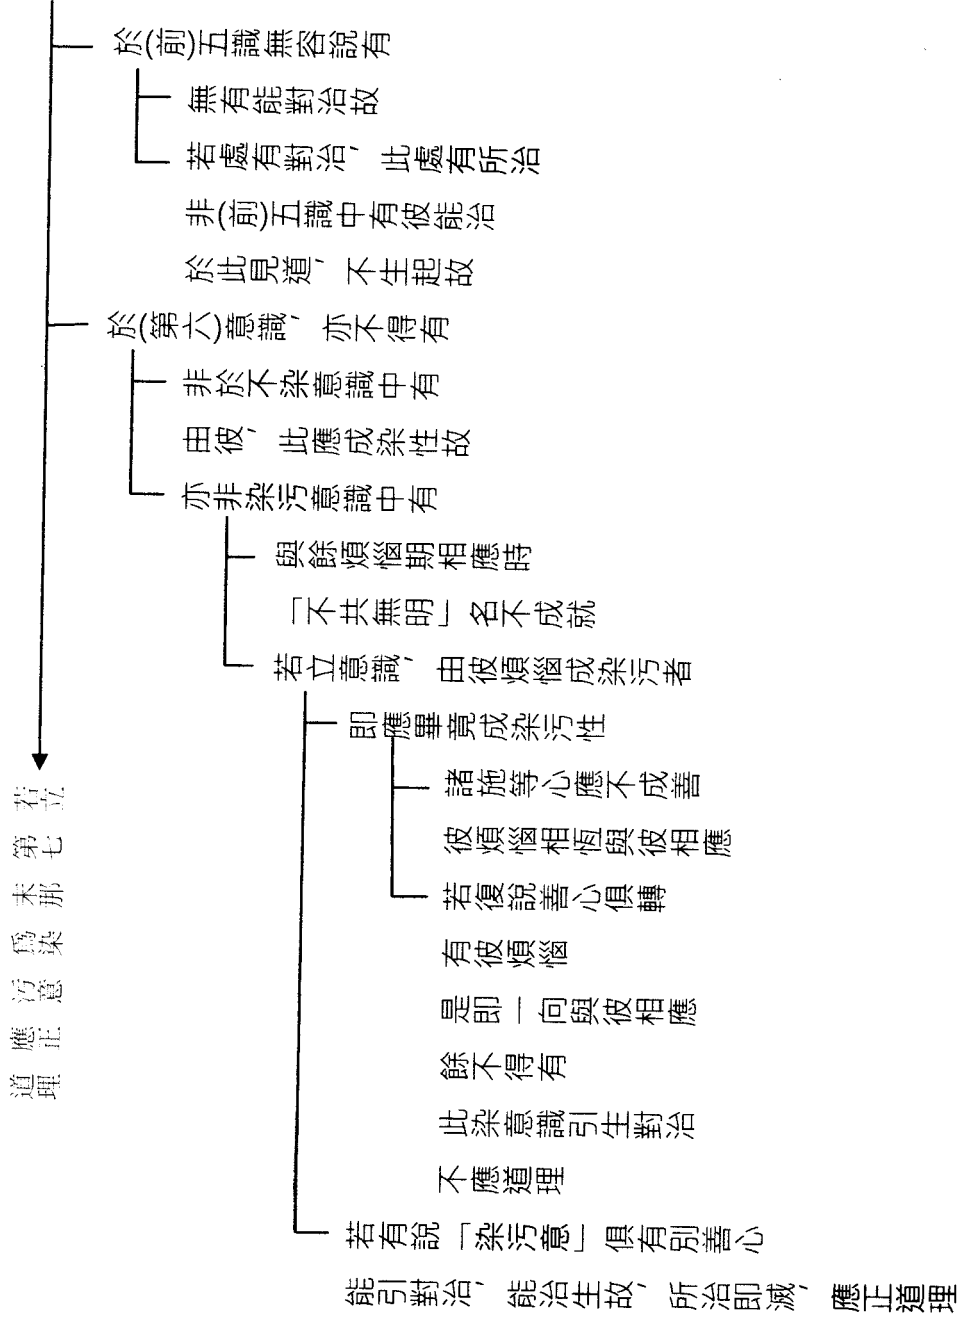 於(前)五識無容說有
無有能對治故
若處有對治，此處有所治
非(前)五識中有彼能治
於此見道，不生起故
於(第六)意識，亦不得有
非於不染意識中有
由彼，此應成染性故
亦非染污意識中有
與餘煩惱期相應時
「不共無明」名不成就
若立意識，由彼煩惱成染污者
即應畢竟成染污性
諸施等心應不成善
彼煩惱相恆與彼相應
若復說善心俱轉
有彼煩惱
是即一向與彼相應
餘不得有
此染意識引生對治
不應道理
若有說「染污意」俱有別善心
能引對治，能治生故，所治即滅，應正道理
若立
第七
末那
為染
污意
應正
道理